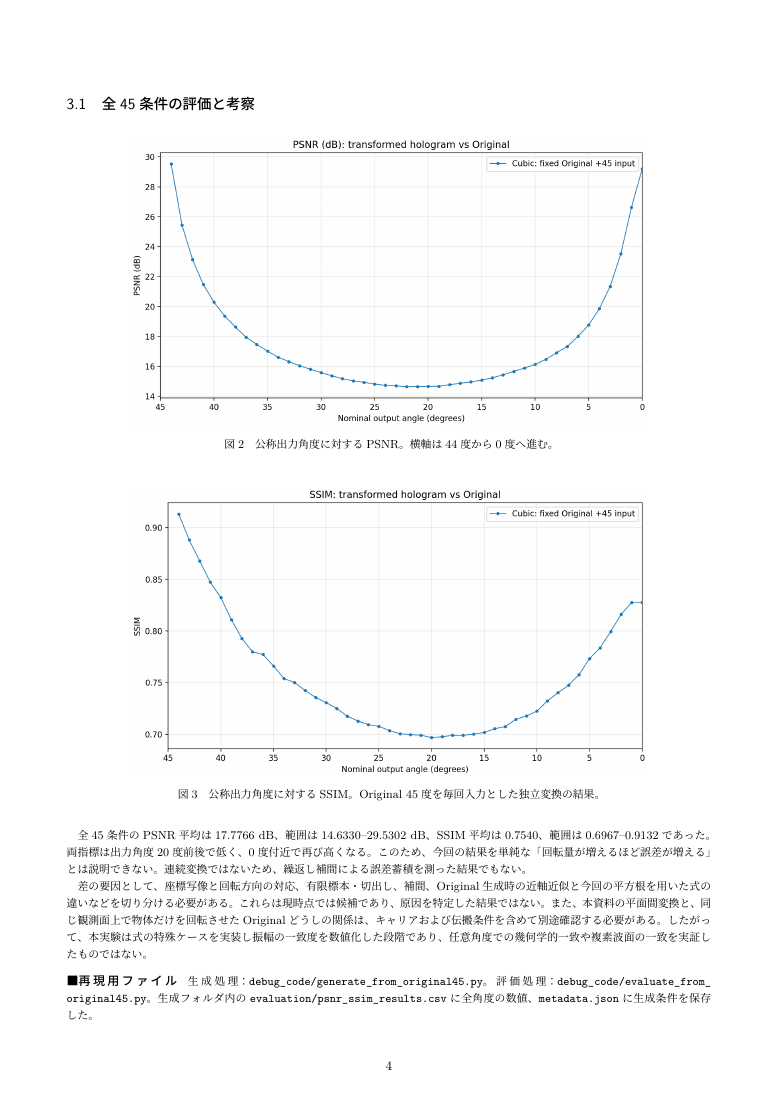 3.1 全 45 条件の評価と考察
PSNR (dB): transformed hologram vs Original
Cubic: fixed Original +45 input
PSNR (dB)
30
28
26
24
22
20
18
16
14
45 40 35 30 25 20 15 10 5 0
Nominal output angle (degrees)
図 2 公称出力角度に対する PSNR。横軸は 44 度から 0 度へ進む。
SSIM: transformed hologram vs Original
Cubic: fixed Original +45 input
SSIM
0.90
0.85
0.80
0.75
0.70
45 40 35 30 25 20 15 10 5 0
Nominal output angle (degrees)
図 3 公称出力角度に対する SSIM。Original 45 度を毎回入力とした独立変換の結果。
全 45 条件の PSNR 平均は 17.7766 dB、範囲は 14.6330–29.5302 dB、SSIM 平均は 0.7540、範囲は 0.6967–0.9132 であった。
両指標は出力角度 20 度前後で低く、0 度付近で再び高くなる。このため、今回の結果を単純な「回転量が増えるほど誤差が増える」
とは説明できない。連続変換ではないため、繰返し補間による誤差蓄積を測った結果でもない。
差の要因として、座標写像と回転方向の対応、有限標本・切出し、補間、Original 生成時の近軸近似と今回の平方根を用いた式の
違いなどを切り分ける必要がある。これらは現時点では候補であり、原因を特定した結果ではない。また、本資料の平面間変換と、同
じ観測面上で物体だけを回転させた Original どうしの関係は、キャリアおよび伝搬条件を含めて別途確認する必要がある。したがっ
て、本実験は式の特殊ケースを実装し振幅の一致度を数値化した段階であり、任意角度での幾何学的一致や複素波面の一致を実証し
たものではない。
■再現用ファイル 生成処理：debug_code/generate_from_original45.py。評価処理：debug_code/evaluate_from_
original45.py。生成フォルダ内の evaluation/psnr_ssim_results.csv に全角度の数値、metadata.json に生成条件を保存
した。
4